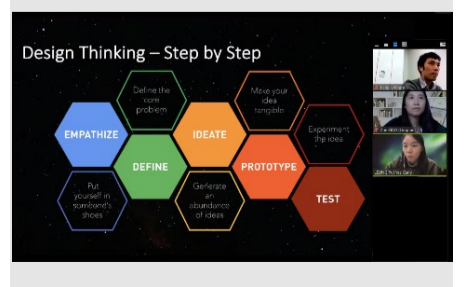 Design Thinking – Step by Step
Define the
core
problem
Make your
idea
tangible
EMPATHIZE
IDEATE
Experiment
the idea
DEFINE
PROTOTYPE
Put
yourself in
somebond's
shoes
Generate
an
abundance
of ideas
TEST